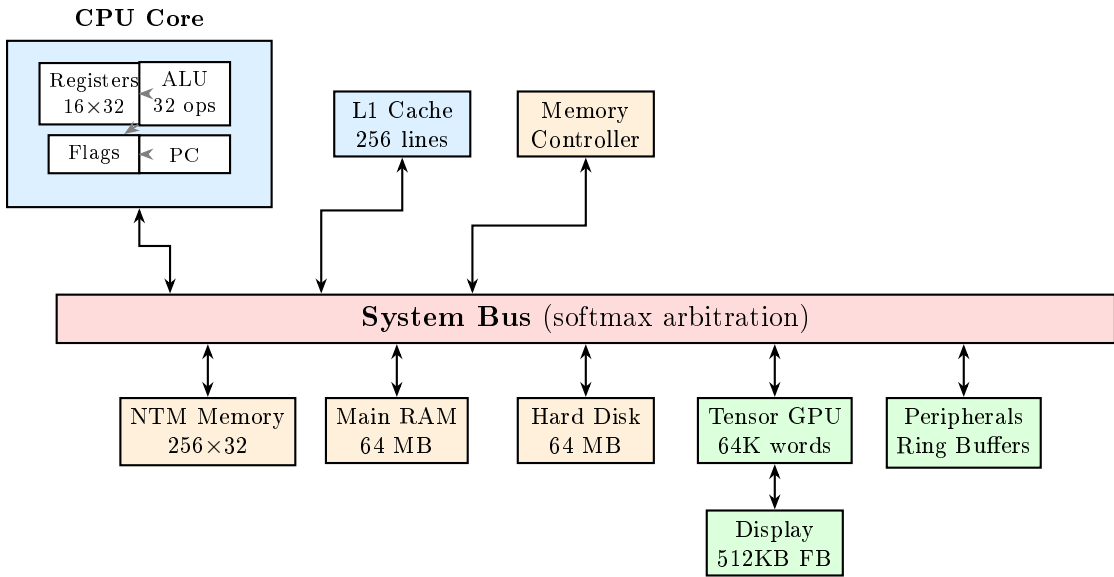 CPU Core
Registers
16×32
ALU
32 ops
Flags
PC
L1 Cache
256 lines
Memory
Controller
System Bus (softmax arbitration)
NTM Memory
256×32
Main RAM
64 MB
Hard Disk
64 MB
Tensor GPU
64K words
Peripherals
Ring Buffers
Display
512KB FB